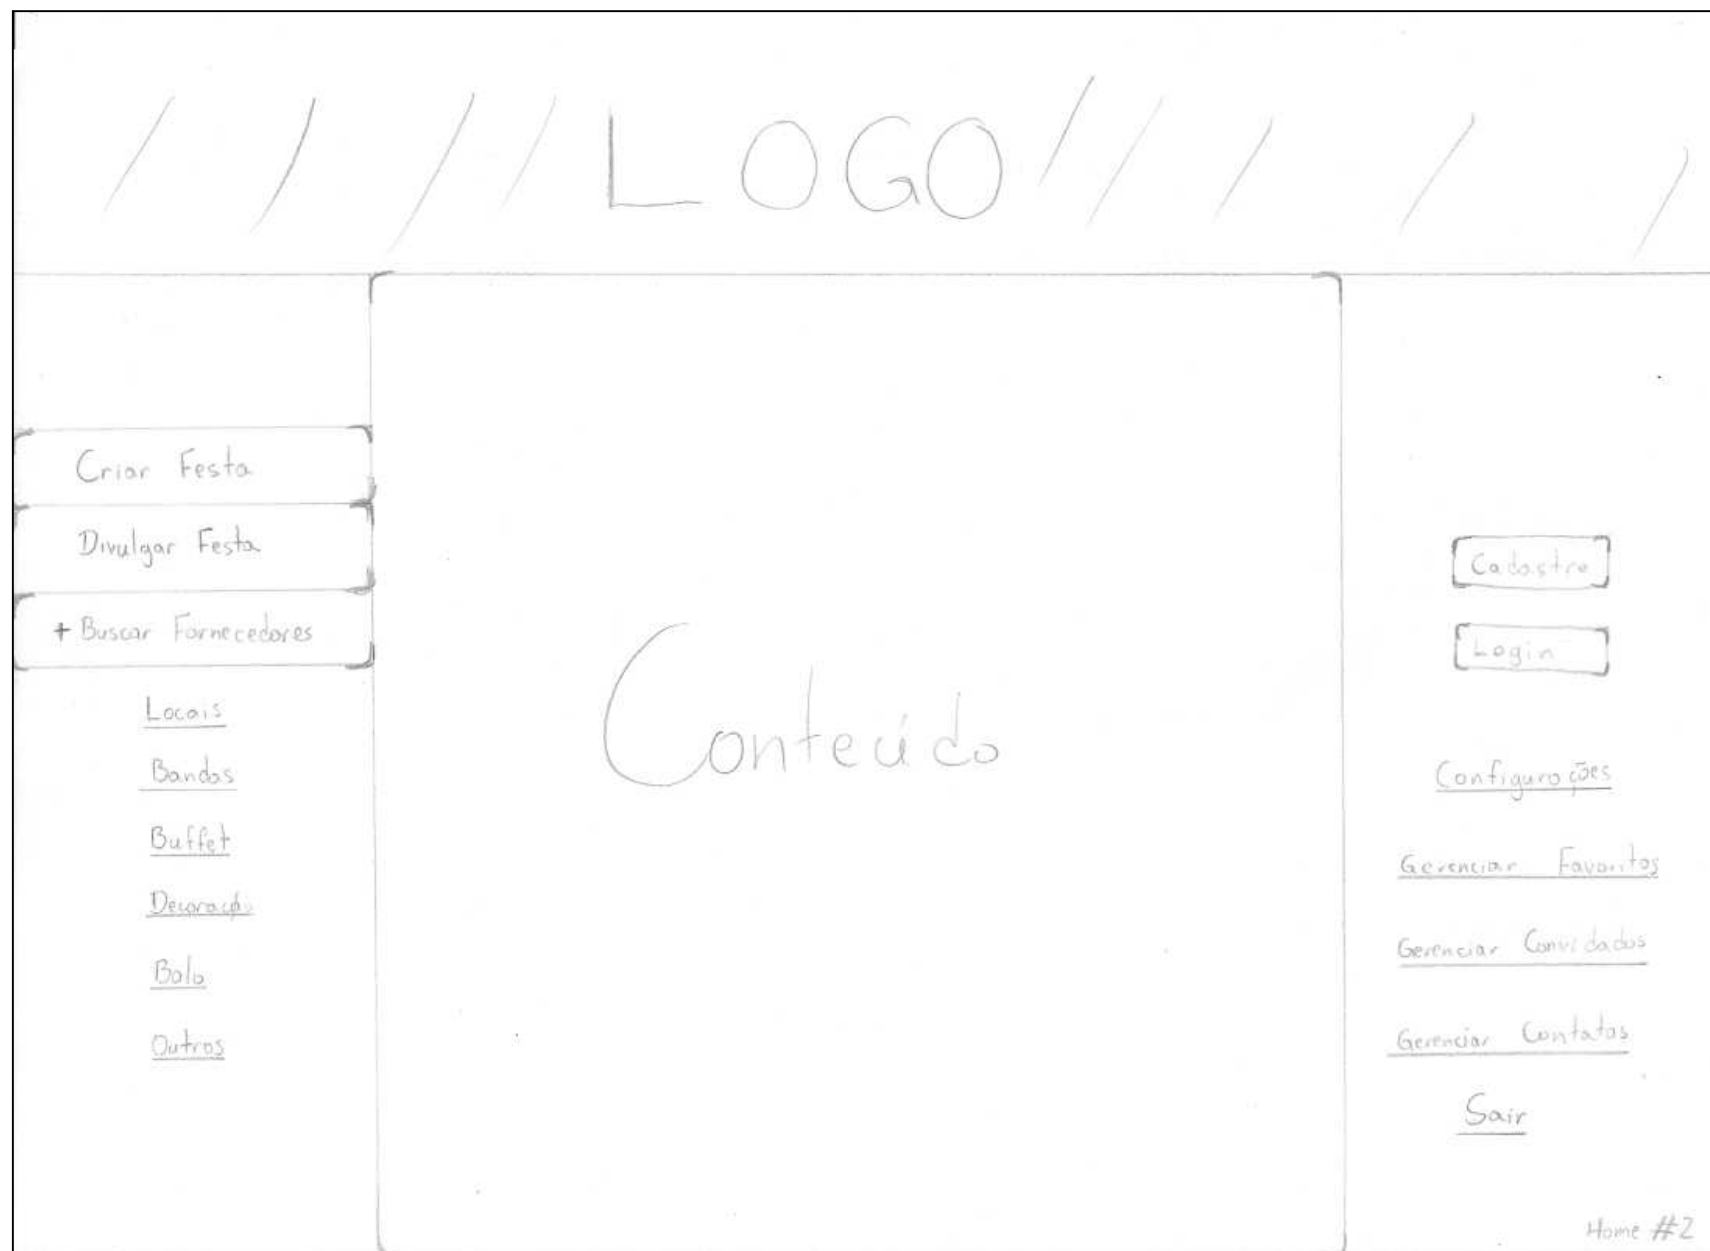 LOGO
Criar Festa
Divulgar Festa
+ Buscar Fornecedores
Locais
Bandas
Buffet
Decoração
Bolo
Outros
Conteúdo
Cadastre
Login
Configurações
Gerenciar Favoritos
Gerenciar Convidados
Gerenciar Contatos
Sair
Home #2